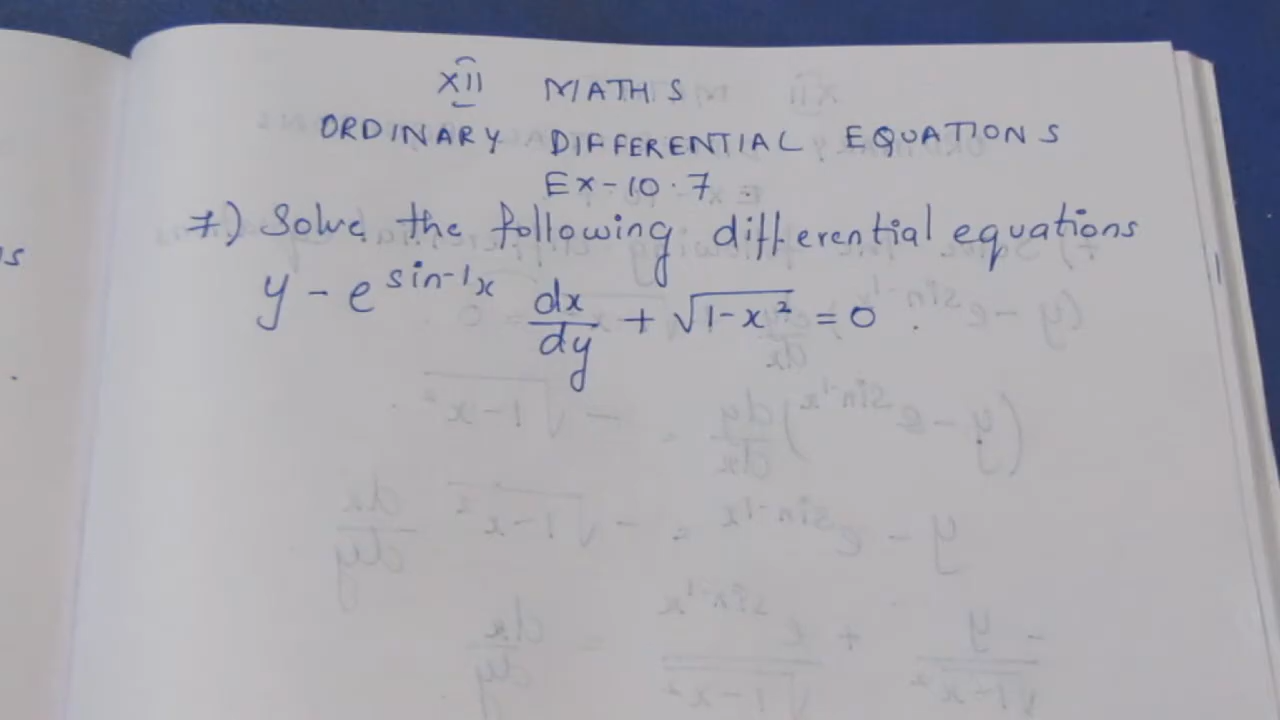 XII MATHS
ORDINARY DIFFERENTIAL EQUATIONS
Ex-10.7
7) Solve the following differential equations
y - e^{sin-1x} dx/dy + √(1-x²) = 0